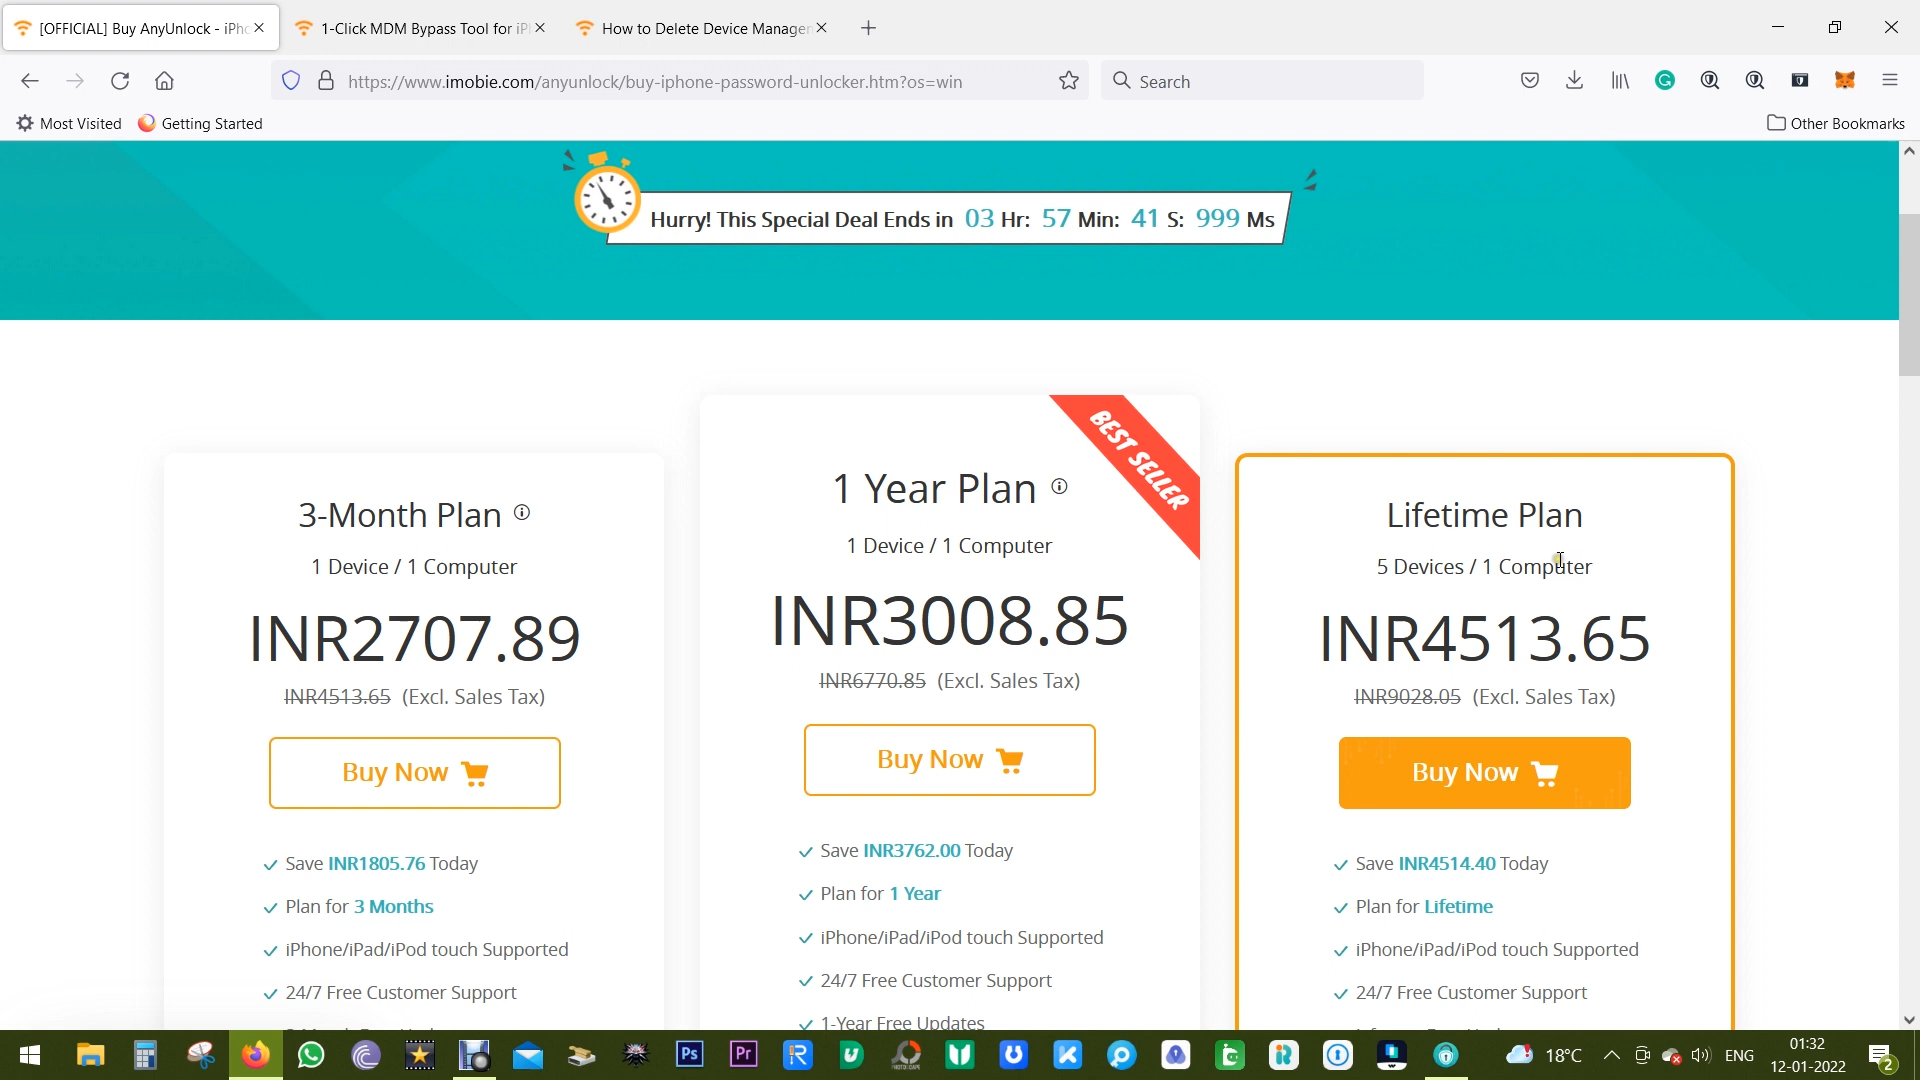 [OFFICIAL] Buy AnyUnlock - iPho
1-Click MDM Bypass Tool for iP
How to Delete Device Manager
https://www.imobie.com/anyunlock/buy-iphone-password-unlocker.htm?os=win
Search
Most Visited
Getting Started
Other Bookmarks
Hurry! This Special Deal Ends in 03 Hr: 57 Min: 41 S: 999 Ms
3-Month Plan
1 Device / 1 Computer
INR2707.89
INR4513.65 (Excl. Sales Tax)
Buy Now
Save INR1805.76 Today
Plan for 3 Months
iPhone/iPad/iPod touch Supported
24/7 Free Customer Support
BEST SELLER
1 Year Plan
1 Device / 1 Computer
INR3008.85
INR6770.85 (Excl. Sales Tax)
Buy Now
Save INR3762.00 Today
Plan for 1 Year
iPhone/iPad/iPod touch Supported
24/7 Free Customer Support
1-Year Free Updates
Lifetime Plan
5 Devices / 1 Computer
INR4513.65
INR9028.05 (Excl. Sales Tax)
Buy Now
Save INR4514.40 Today
Plan for Lifetime
iPhone/iPad/iPod touch Supported
24/7 Free Customer Support
Ps
Pr
18°C
ENG
01:32
12-01-2022
2